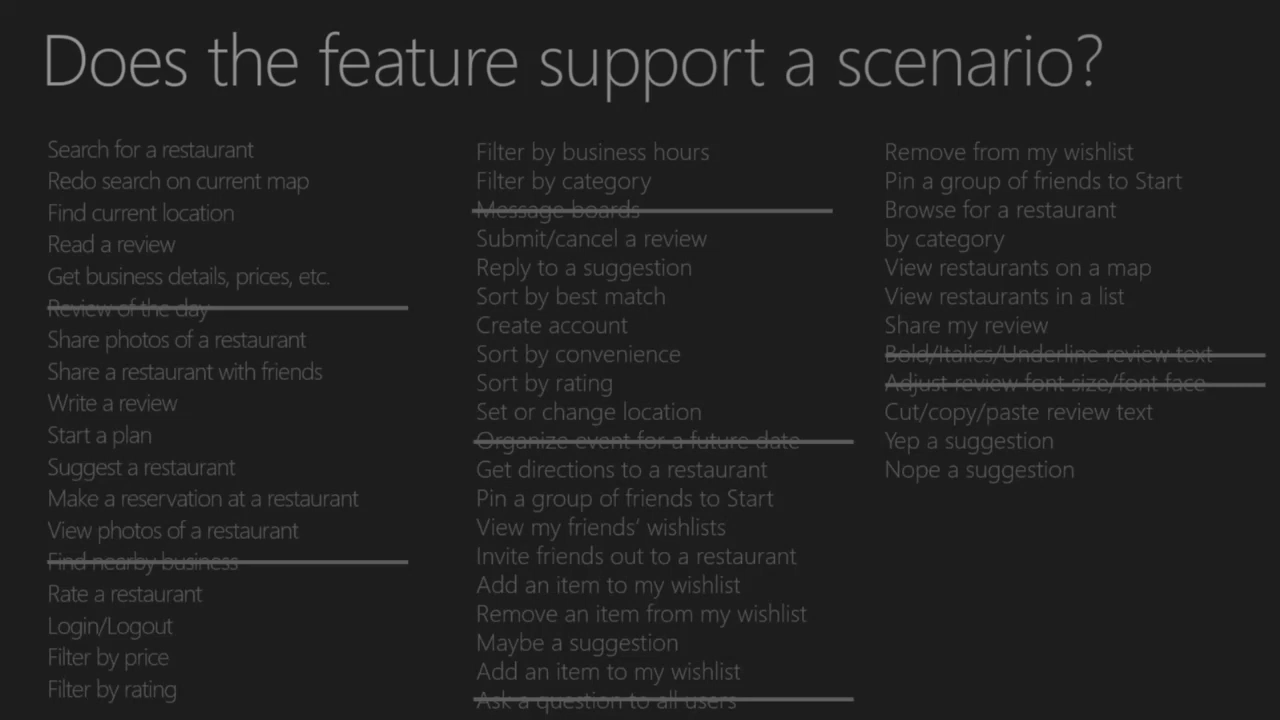 Does the feature support a scenario?
Search for a restaurant
Redo search on current map
Find current location
Read a review
Get business details, prices, etc.
Review of the day
Share photos of a restaurant
Share a restaurant with friends
Write a review
Start a plan
Suggest a restaurant
Make a reservation at a restaurant
View photos of a restaurant
Find nearby business
Rate a restaurant
Login/Logout
Filter by price
Filter by rating
Filter by business hours
Filter by category
Message boards
Submit/cancel a review
Reply to a suggestion
Sort by best match
Create account
Sort by convenience
Sort by rating
Set or change location
Organize event for a future date
Get directions to a restaurant
Pin a group of friends to Start
View my friends’ wishlists
Invite friends out to a restaurant
Add an item to my wishlist
Remove an item from my wishlist
Maybe a suggestion
Add an item to my wishlist
Ask a question to all users
Remove from my wishlist
Pin a group of friends to Start
Browse for a restaurant
by category
View restaurants on a map
View restaurants in a list
Share my review
Bold/Italics/Underline review text
Adjust review font size/font face
Cut/copy/paste review text
Yep a suggestion
Nope a suggestion